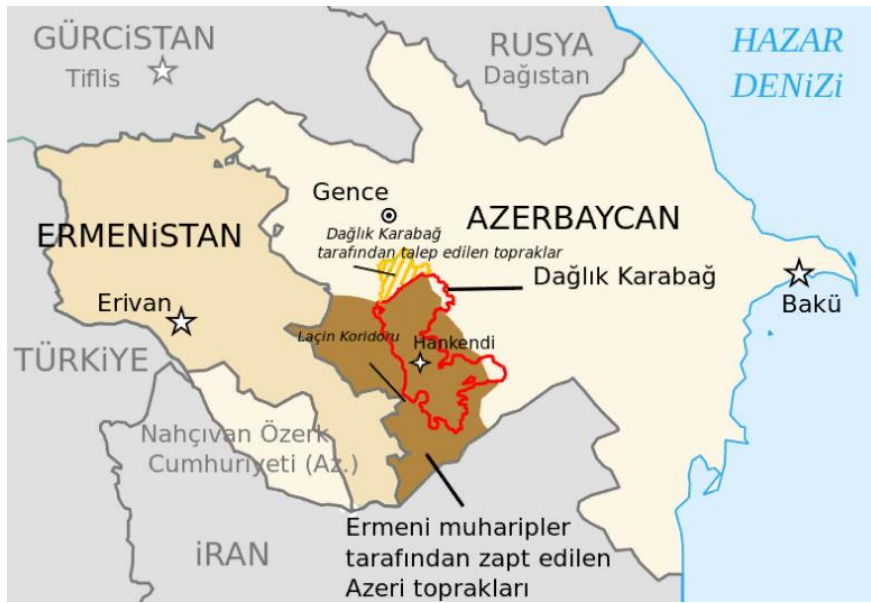 GÜRCiSTAN
Tiflis
RUSYA
Dağıstan
HAZAR
DENiZi
Gence
AZERBAYCAN
Dağlık Karabağ
tarafından talep edilen topraklar
ERMENiSTAN
Dağlık Karabağ
Bakü
Erivan
Laçin Koridoru
Hankendi
TÜRKiYE
Nahçıvan Özerk
Cumhuriyeti (Az.)
iRAN
Ermeni muharipler
tarafından zapt edilen
Azeri toprakları